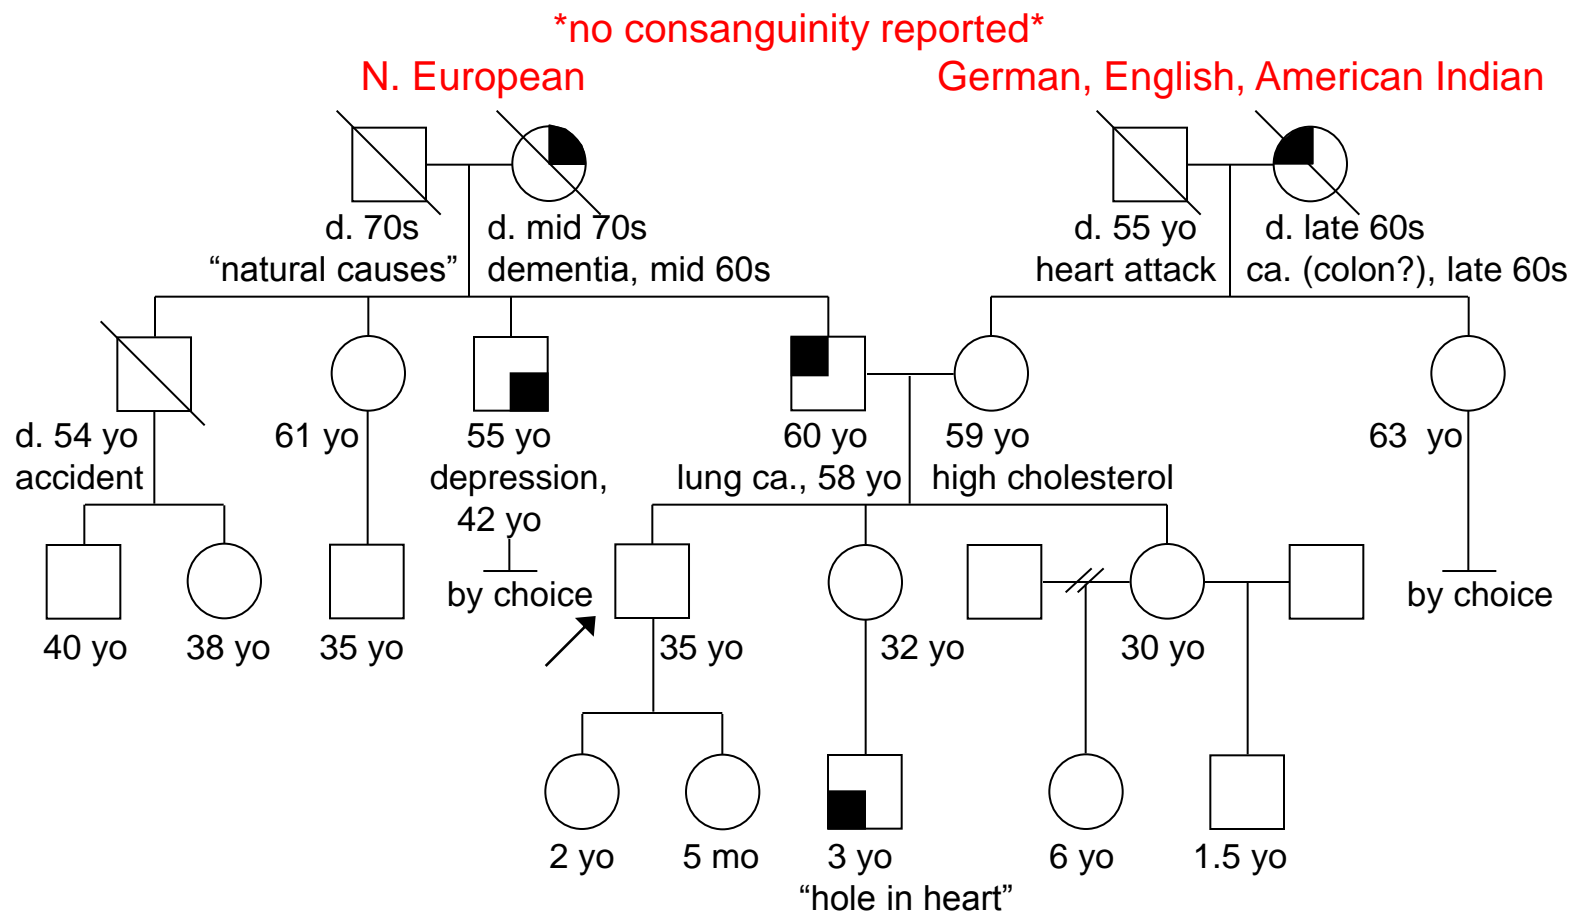 *no consanguinity reported*
N. European
German, English, American Indian
d. 70s
“natural causes”
d. mid 70s
dementia, mid 60s
d. 55 yo
heart attack
d. late 60s
ca. (colon?), late 60s
d. 54 yo
accident
61 yo
55 yo
depression,
42 yo
by choice
60 yo
lung ca., 58 yo
59 yo
high cholesterol
63 yo
by choice
40 yo
38 yo
35 yo
35 yo
32 yo
30 yo
2 yo
5 mo
3 yo
“hole in heart”
6 yo
1.5 yo